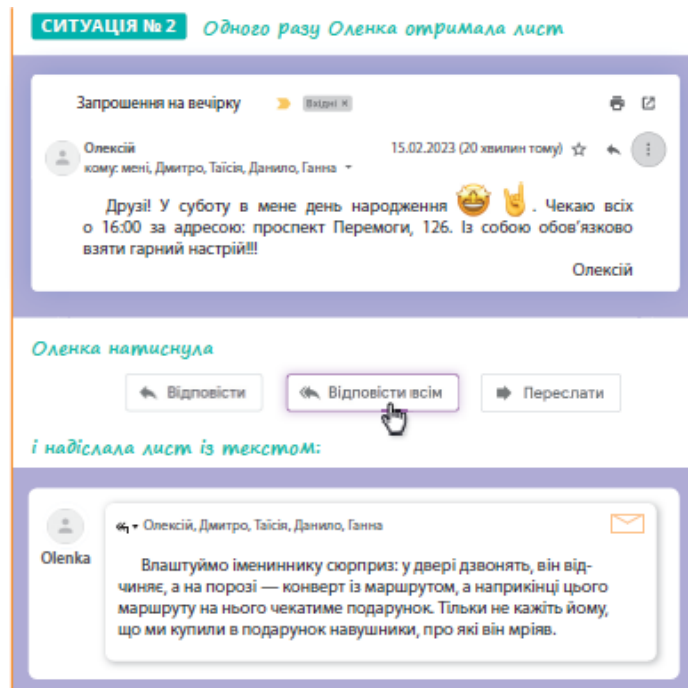 СИТУАЦІЯ № 2 Одного разу Оленка отримала лист
Запрошення на вечірку Вхідні ×
Олексій 15.02.2023 (20 хвилин тому)
кому: мені, Дмитро, Таїсія, Данило, Ганна
Друзі! У суботу в мене день народження . Чекаю всіх
о 16:00 за адресою: проспект Перемоги, 126. Із собою обов’язково
взяти гарний настрій!!!
Олексій
Оленка натиснула
Відповісти Відповісти всім Переслати
і надіслала лист із текстом:
Олексій, Дмитро, Таїсія, Данило, Ганна
Olenka
Влаштуймо імениннику сюрприз: у двері дзвонять, він від-
чиняє, а на порозі — конверт із маршрутом, а наприкінці цього
маршруту на нього чекатиме подарунок. Тільки не кажіть йому,
що ми купили в подарунок навушники, про які він мріяв.